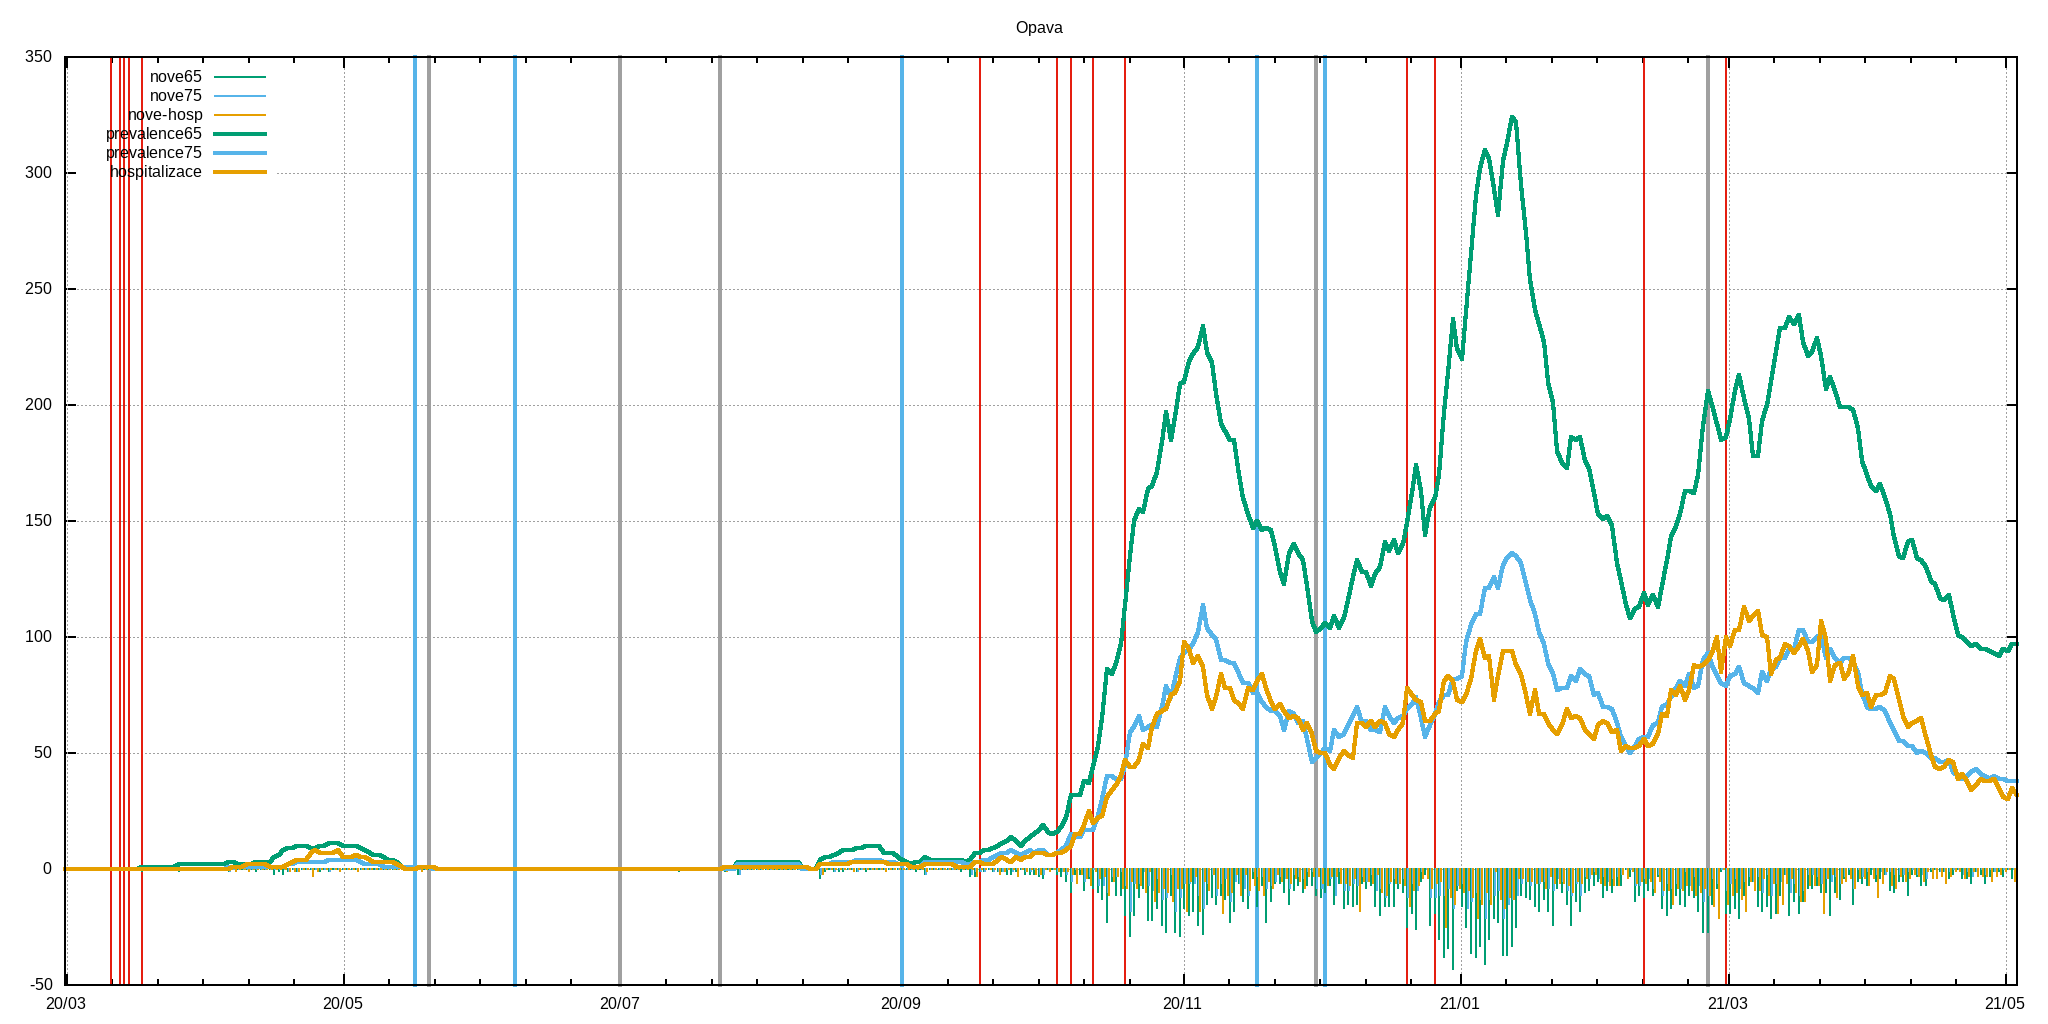 Opava
350
300
250
200
150
100
50
0
-50
nove65
nove75
nove-hosp
prevalence65
prevalence75
hospitalizace
20/03 20/05 20/07 20/09 20/11 21/01 21/03 21/05